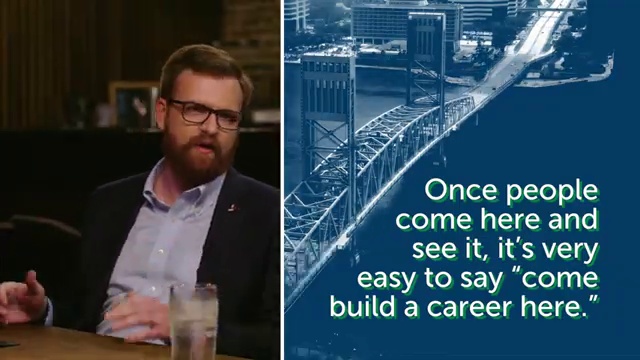 Once people
come here and
see it, it’s very
easy to say “come
build a career here.”